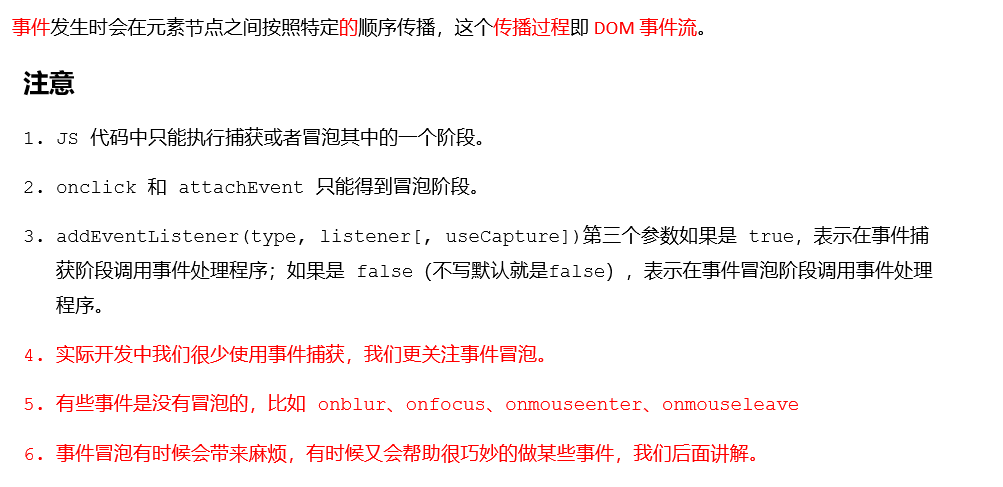 事件发生时会在元素节点之间按照特定的顺序传播，这个传播过程即 DOM 事件流。
注意
1. JS 代码中只能执行捕获或者冒泡其中的一个阶段。
2. onclick 和 attachEvent 只能得到冒泡阶段。
3. addEventListener(type, listener[, useCapture])第三个参数如果是 true，表示在事件捕
获阶段调用事件处理程序；如果是 false（不写默认就是false），表示在事件冒泡阶段调用事件处理
程序。
4. 实际开发中我们很少使用事件捕获，我们更关注事件冒泡。
5. 有些事件是没有冒泡的，比如 onblur、onfocus、onmouseenter、onmouseleave
6. 事件冒泡有时候会带来麻烦，有时候又会帮助很巧妙的做某些事件，我们后面讲解。